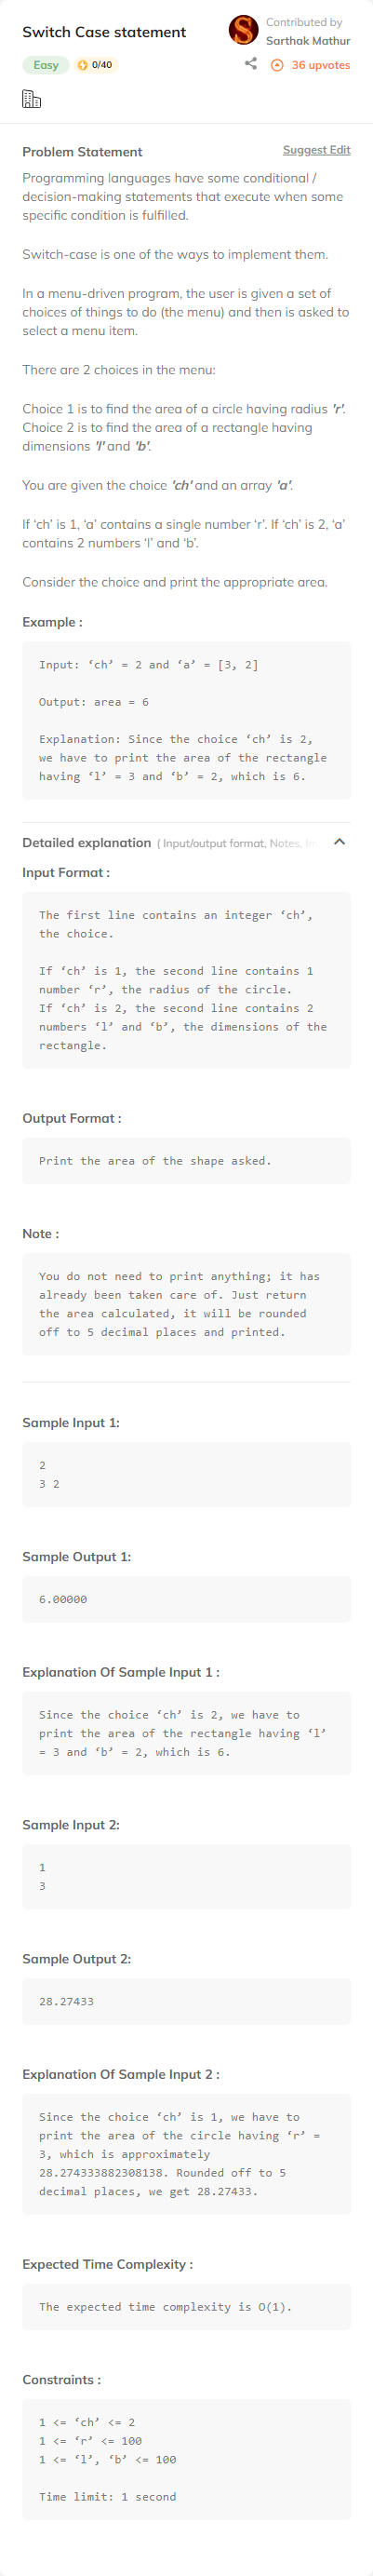 Switch Case statement
Contributed by
Sarthak Mathur
Easy
0/40
36 upvotes
Problem Statement
Suggest Edit
Programming languages have some conditional /
decision-making statements that execute when some
specific condition is fulfilled.
Switch-case is one of the ways to implement them.
In a menu-driven program, the user is given a set of
choices of things to do (the menu) and then is asked to
select a menu item.
There are 2 choices in the menu:
Choice 1 is to find the area of a circle having radius 'r'.
Choice 2 is to find the area of a rectangle having
dimensions 'l' and 'b'.
You are given the choice 'ch' and an array 'a'.
If ‘ch’ is 1, ‘a’ contains a single number ‘r’. If ‘ch’ is 2, ‘a’
contains 2 numbers ‘l’ and ‘b’.
Consider the choice and print the appropriate area.
Example :
Input: ‘ch’ = 2 and ‘a’ = [3, 2]
Output: area = 6
Explanation: Since the choice ‘ch’ is 2,
we have to print the area of the rectangle
having ‘l’ = 3 and ‘b’ = 2, which is 6.
Detailed explanation ( Input/output format, Notes,
Input Format :
The first line contains an integer ‘ch’,
the choice.
If ‘ch’ is 1, the second line contains 1
number ‘r’, the radius of the circle.
If ‘ch’ is 2, the second line contains 2
numbers ‘l’ and ‘b’, the dimensions of the
rectangle.
Output Format :
Print the area of the shape asked.
Note :
You do not need to print anything; it has
already been taken care of. Just return
the area calculated, it will be rounded
off to 5 decimal places and printed.
Sample Input 1:
2
3 2
Sample Output 1:
6.00000
Explanation Of Sample Input 1 :
Since the choice ‘ch’ is 2, we have to
print the area of the rectangle having ‘l’
= 3 and ‘b’ = 2, which is 6.
Sample Input 2:
1
3
Sample Output 2:
28.27433
Explanation Of Sample Input 2 :
Since the choice ‘ch’ is 1, we have to
print the area of the circle having ‘r’ =
3, which is approximately
28.274333882308138. Rounded off to 5
decimal places, we get 28.27433.
Expected Time Complexity :
The expected time complexity is O(1).
Constraints :
1 <= ‘ch’ <= 2
1 <= ‘r’ <= 100
1 <= ‘l’, ‘b’ <= 100
Time limit: 1 second